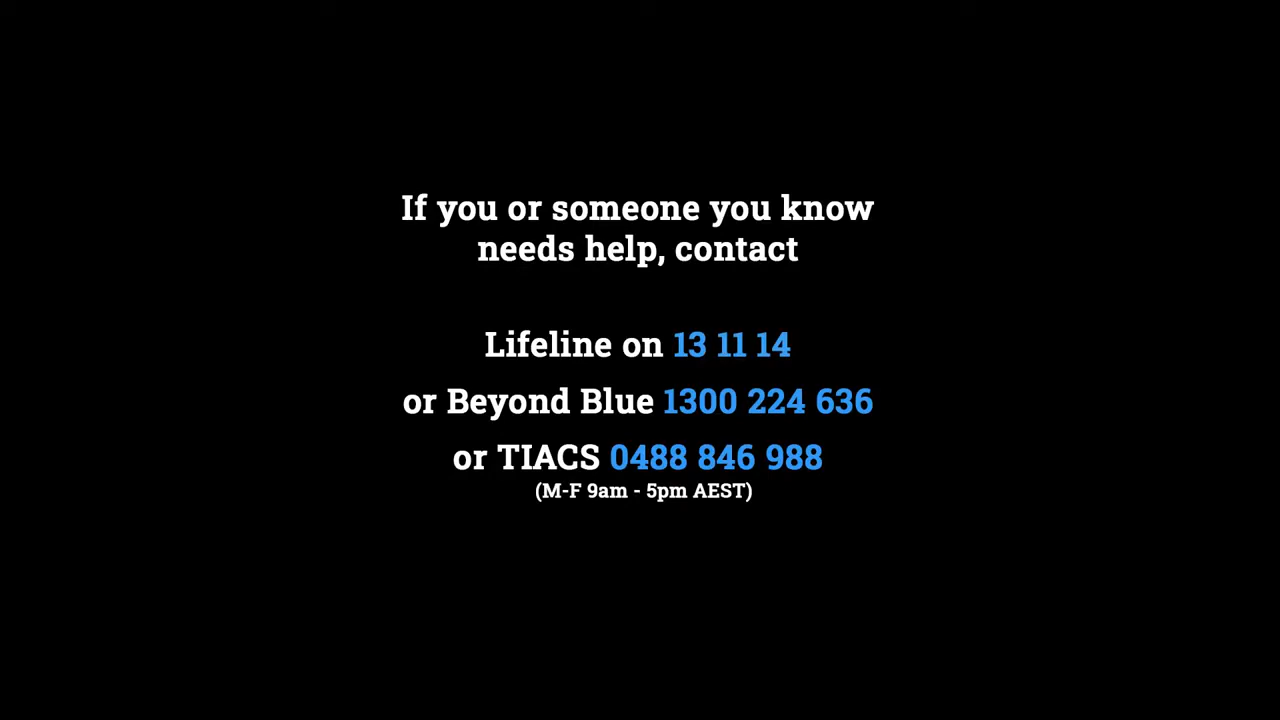 If you or someone you know
needs help, contact
Lifeline on 13 11 14
or Beyond Blue 1300 224 636
or TIACS 0488 846 988
(M-F 9am - 5pm AEST)